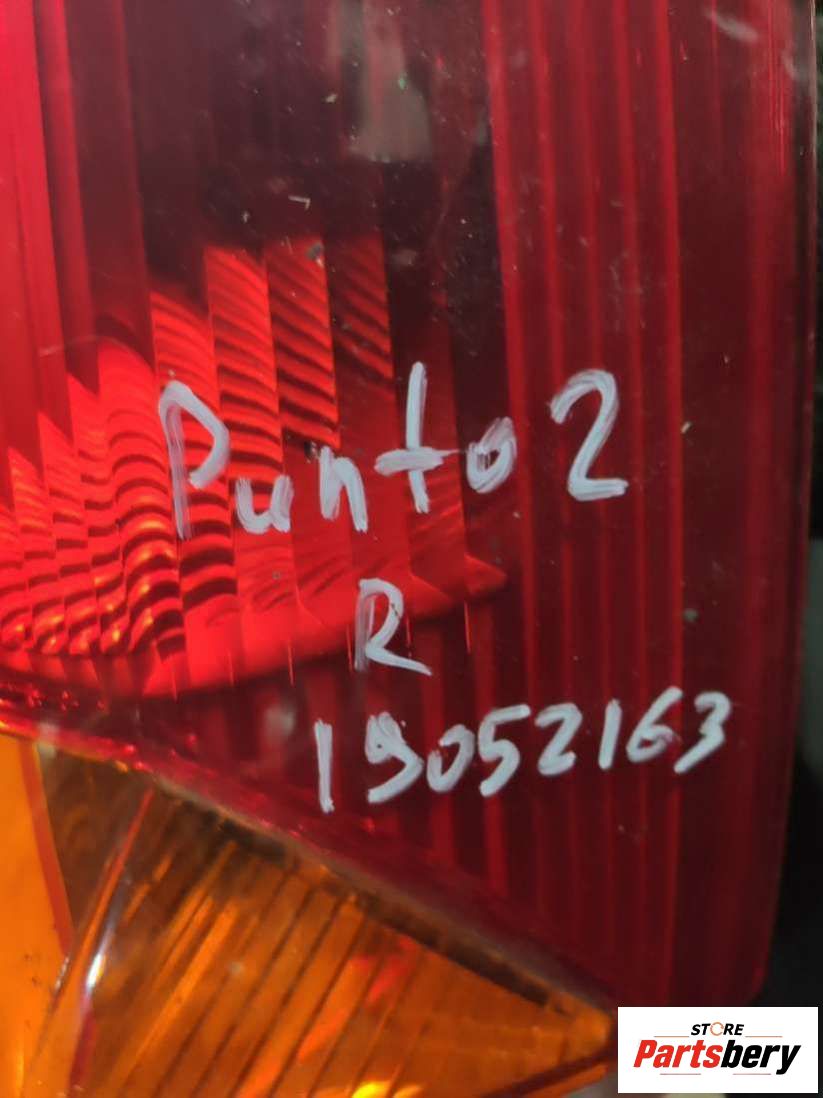 Punto 2
R
19052163
STORE
Partsbery